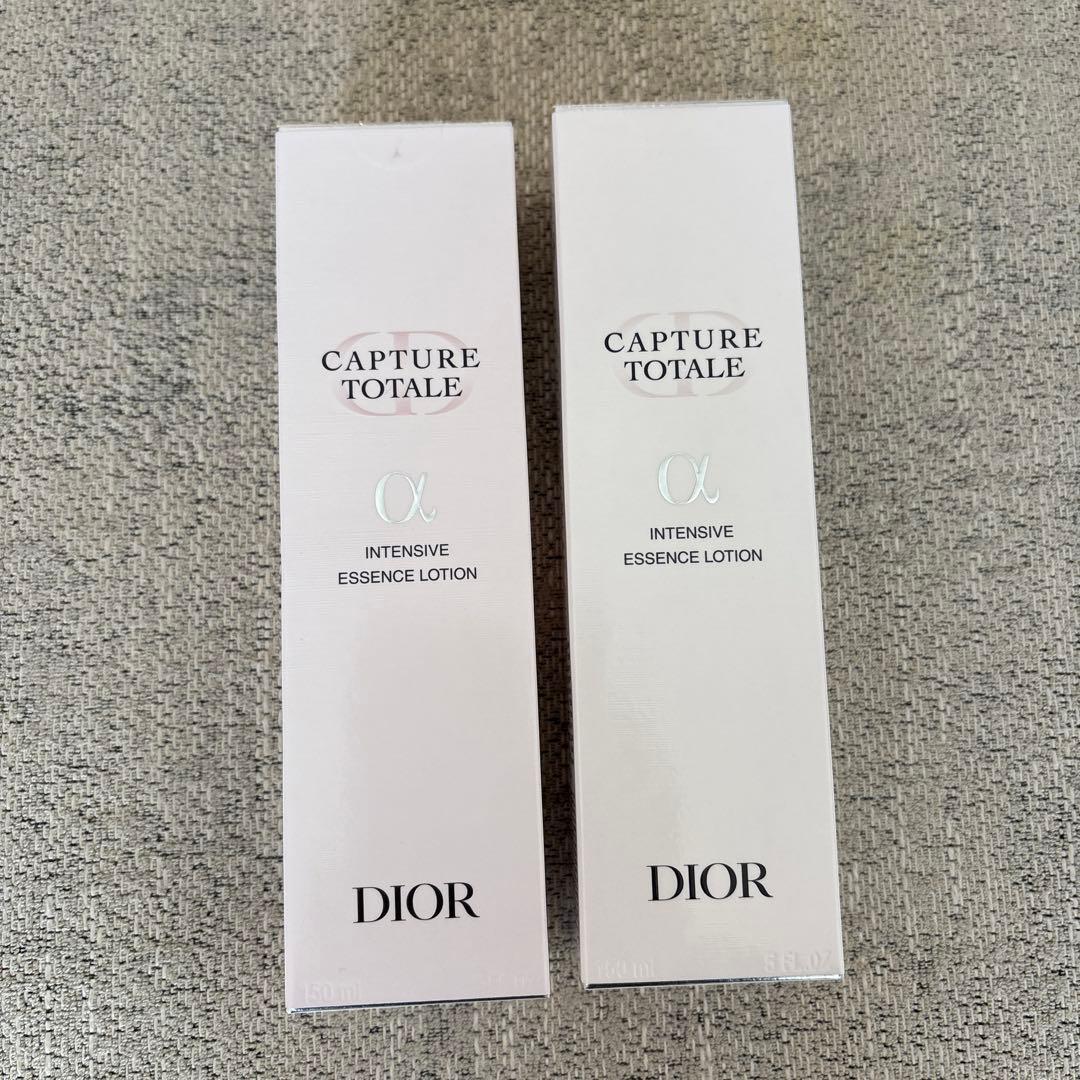 CAPTURE
TOTALE
α
INTENSIVE
ESSENCE LOTION
DIOR
150 ml
CAPTURE
TOTALE
α
INTENSIVE
ESSENCE LOTION
DIOR
150 ml
5 FL.OZ